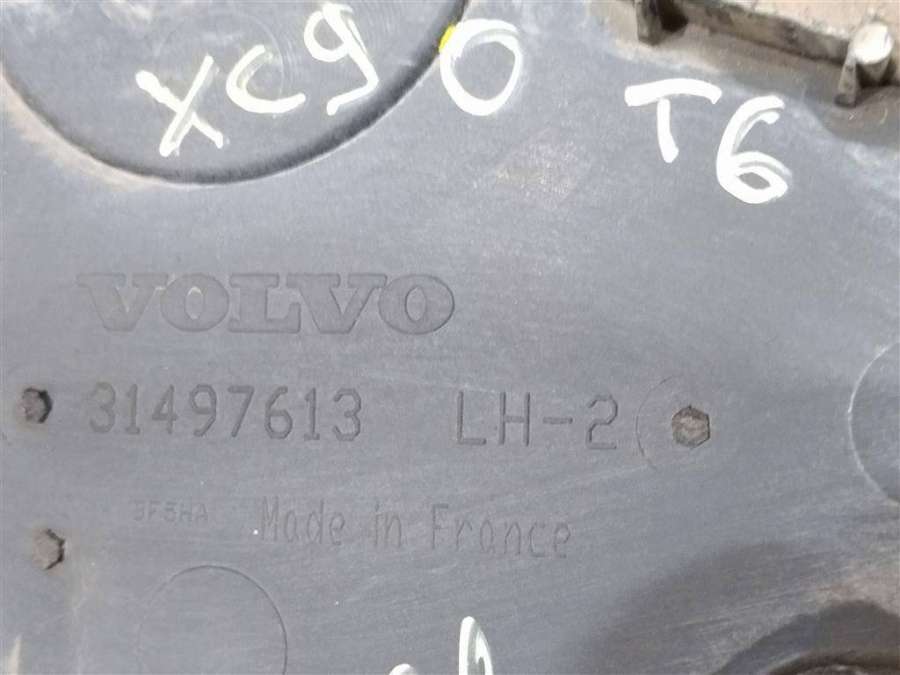 XC90 T6
VOLVO
31497613 LH-2
Made in France